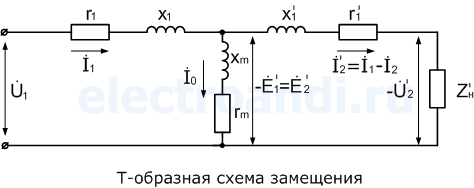 r1 x1 x'1 r'1
İ1 xm İ'2=İ1-İ2
U̇1 İ0 -Ė'1=Ė'2 -U̇'2 Z'н
rm
electroandi.ru
Т-образная схема замещения